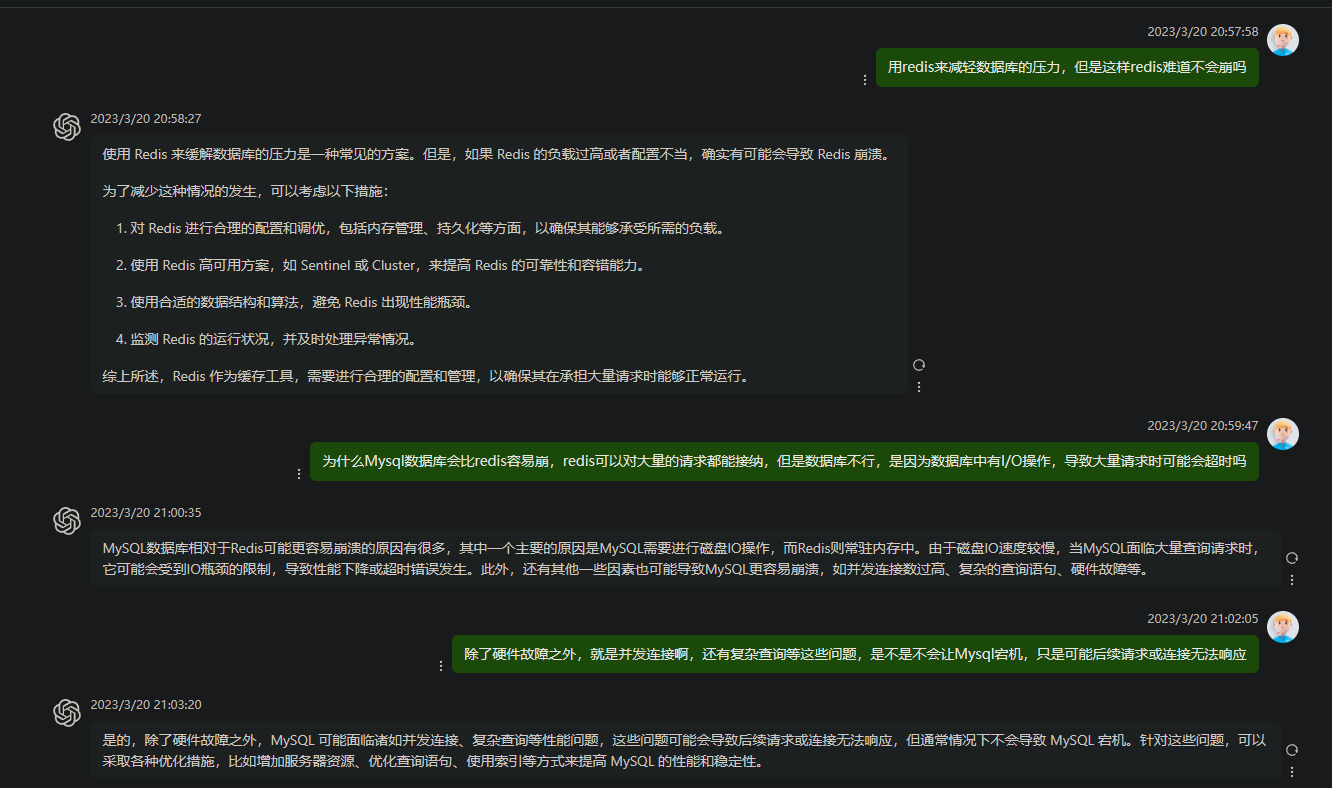 2023/3/20 20:57:58
用redis来减轻数据库的压力，但是这样redis难道不会崩吗
2023/3/20 20:58:27
使用 Redis 来缓解数据库的压力是一种常见的方案。但是，如果 Redis 的负载过高或者配置不当，确实有可能会导致 Redis 崩溃。
为了减少这种情况的发生，可以考虑以下措施：
1. 对 Redis 进行合理的配置和调优，包括内存管理、持久化等方面，以确保其能够承受所需的负载。
2. 使用 Redis 高可用方案，如 Sentinel 或 Cluster，来提高 Redis 的可靠性和容错能力。
3. 使用合适的数据结构和算法，避免 Redis 出现性能瓶颈。
4. 监测 Redis 的运行状况，并及时处理异常情况。
综上所述，Redis 作为缓存工具，需要进行合理的配置和管理，以确保其在承担大量请求时能够正常运行。
2023/3/20 20:59:47
为什么Mysql数据库会比redis容易崩，redis可以对大量的请求都能接纳，但是数据库不行，是因为数据库中有I/O操作，导致大量请求时可能会超时吗
2023/3/20 21:00:35
MySQL数据库相对于Redis可能更容易崩溃的原因有很多，其中一个主要的原因是MySQL需要进行磁盘IO操作，而Redis则常驻内存中。由于磁盘IO速度较慢，当MySQL面临大量查询请求时，
它可能会受到IO瓶颈的限制，导致性能下降或超时错误发生。此外，还有其他一些因素也可能导致MySQL更容易崩溃，如并发连接数过高、复杂的查询语句、硬件故障等。
2023/3/20 21:02:05
除了硬件故障之外，就是并发连接啊，还有复杂查询等这些问题，是不是不会让Mysql宕机，只是可能后续请求或连接无法响应
2023/3/20 21:03:20
是的，除了硬件故障之外，MySQL 可能面临诸如并发连接、复杂查询等性能问题，这些问题可能会导致后续请求或连接无法响应，但通常情况下不会导致 MySQL 宕机。针对这些问题，可以
采取各种优化措施，比如增加服务器资源、优化查询语句、使用索引等方式来提高 MySQL 的性能和稳定性。